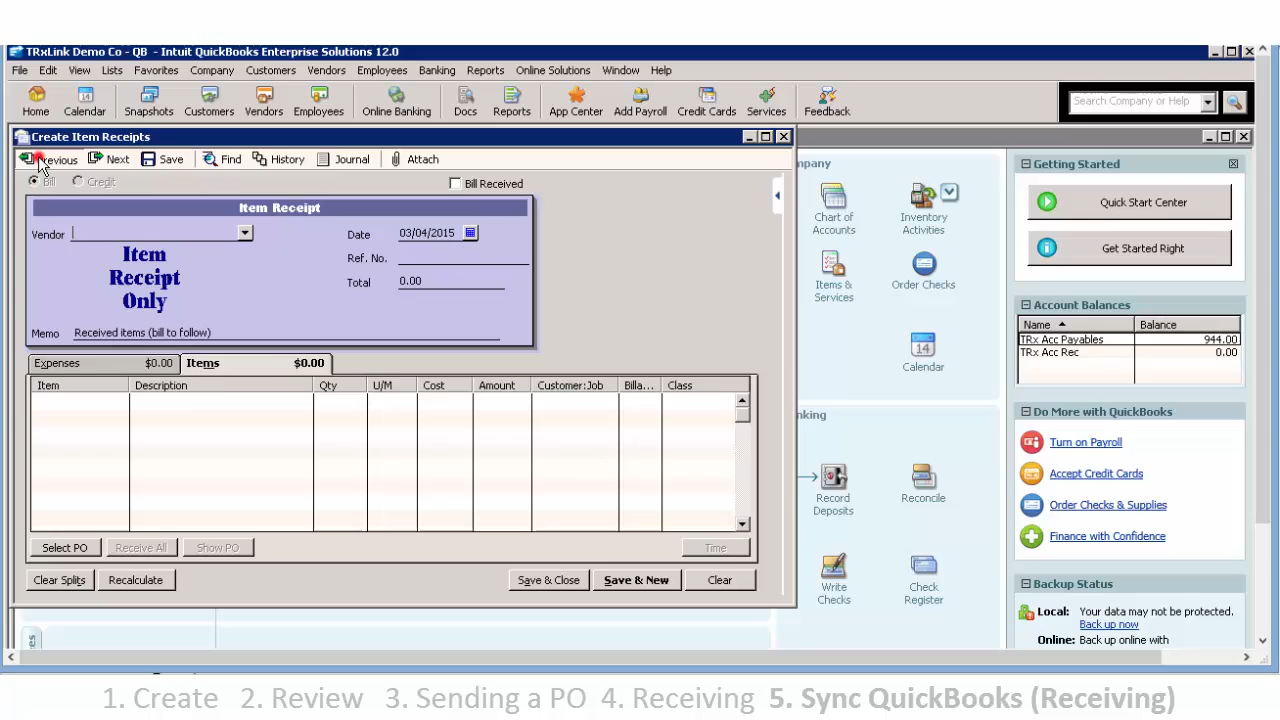 TRxLink Demo Co - QB - Intuit QuickBooks Enterprise Solutions 12.0
File Edit View Lists Favorites Company Customers Vendors Employees Banking Reports Online Solutions Window Help
Home Calendar Snapshots Customers Vendors Employees Online Banking Docs Reports App Center Add Payroll Credit Cards Services Feedback
Search Company or Help
Create Item Receipts
Previous Next Save Find History Journal Attach
Bill Credit
Bill Received
Item Receipt
Vendor
Date 03/04/2015
Ref. No.
Total 0.00
Item
Receipt
Only
Memo Received items (bill to follow)
Expenses $0.00 Items $0.00
Item Description Qty U/M Cost Amount Customer:Job Billa... Class
Select PO Receive All Show PO Time
Clear Splits Recalculate Save & Close Save & New Clear
mpany
Chart of
Accounts
Inventory
Activities
Items &
Services
Order Checks
14
Calendar
nking
Record
Deposits
Reconcile
Write
Checks
Check
Register
Getting Started
Quick Start Center
Get Started Right
Account Balances
Name Balance
TRx Acc Payables 944.00
TRx Acc Rec 0.00
Do More with QuickBooks
Turn on Payroll
Accept Credit Cards
Order Checks & Supplies
Finance with Confidence
Backup Status
Local: Your data may not be protected.
Back up now
Online: Back up online with
1. Create 2. Review 3. Sending a PO 4. Receiving 5. Sync QuickBooks (Receiving)